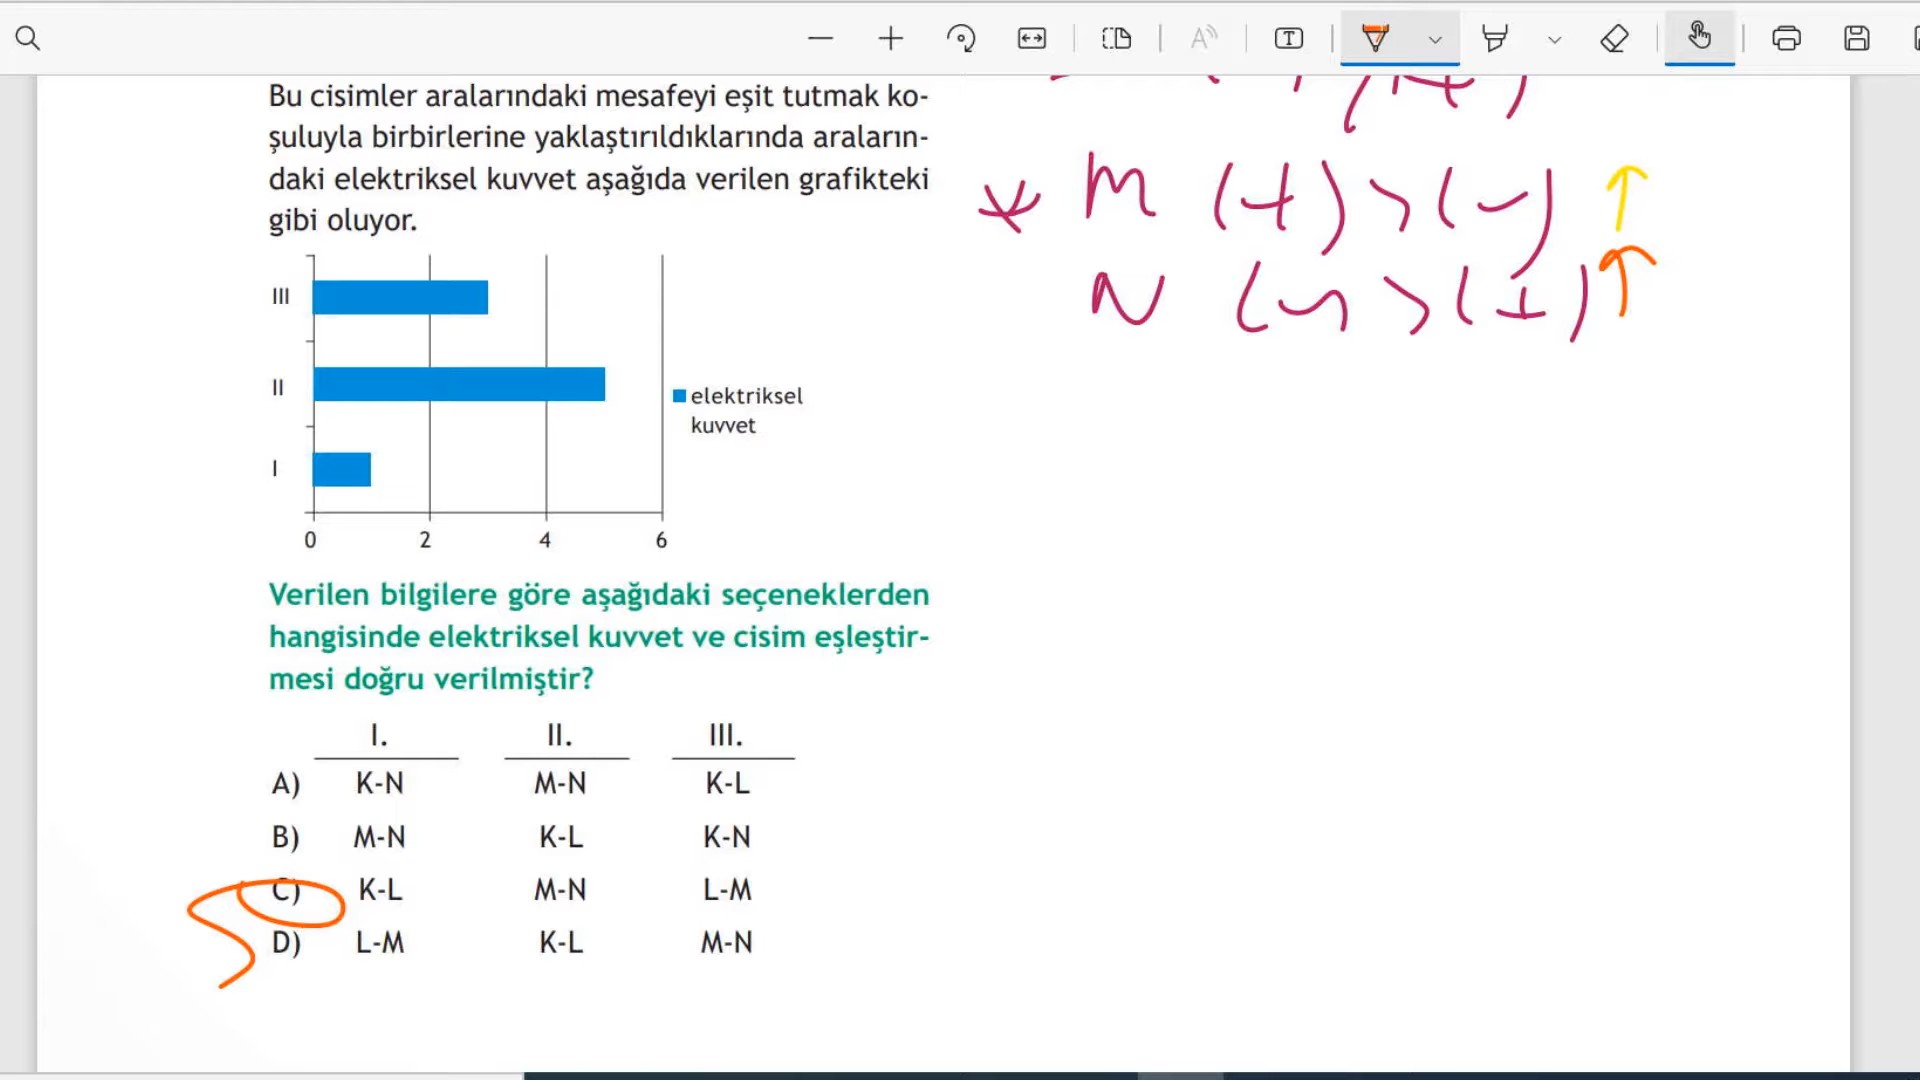 Bu cisimler aralarındaki mesafeyi eşit tutmak ko-
şuluyla birbirlerine yaklaştırıldıklarında araların-
daki elektriksel kuvvet aşağıda verilen grafikteki
gibi oluyor.
M (+) > (-)
N (-) > (+)
III
II
I
elektriksel
kuvvet
0 2 4 6
Verilen bilgilere göre aşağıdaki seçeneklerden
hangisinde elektriksel kuvvet ve cisim eşleştir-
mesi doğru verilmiştir?
I. II. III.
A) K-N M-N K-L
B) M-N K-L K-N
C) K-L M-N L-M
D) L-M K-L M-N